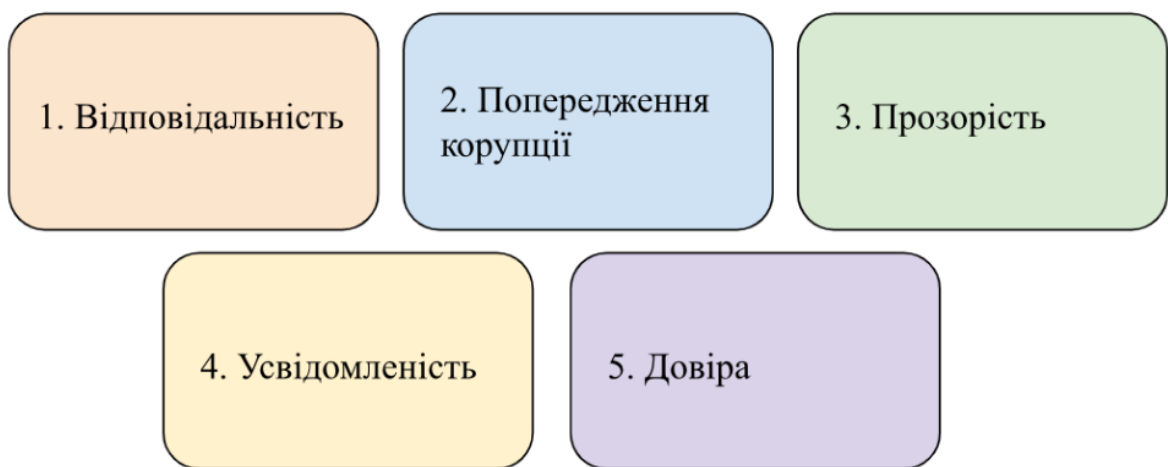 1. Відповідальність
2. Попередження
корупції
3. Прозорість
4. Усвідомленість
5. Довіра